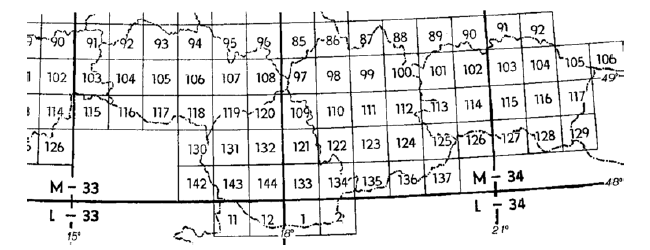 90 91 92 93 94 95 96 85 86 87 88 89 90 91 92
102 103 104 105 106 107 108 97 98 99 100 101 102 103 104 105 106
49°
114 115 116 117 118 119 120 109 110 111 112 113 114 115 116 117
126 130 131 132 121 122 123 124 125 126 127 128 129
142 143 144 133 134 135 136 137
M - 33 M - 34 48°
L - 33 L - 34
11 12 1 2
15° 18° 21°